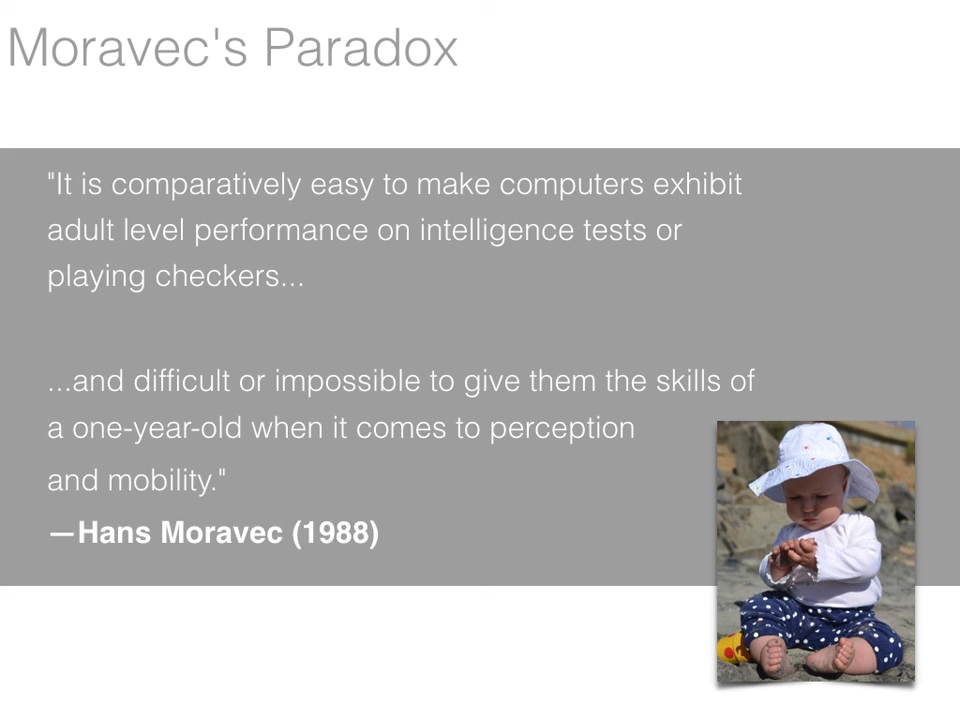 Moravec's Paradox
"It is comparatively easy to make computers exhibit
adult level performance on intelligence tests or
playing checkers...
...and difficult or impossible to give them the skills of
a one-year-old when it comes to perception
and mobility."
—Hans Moravec (1988)